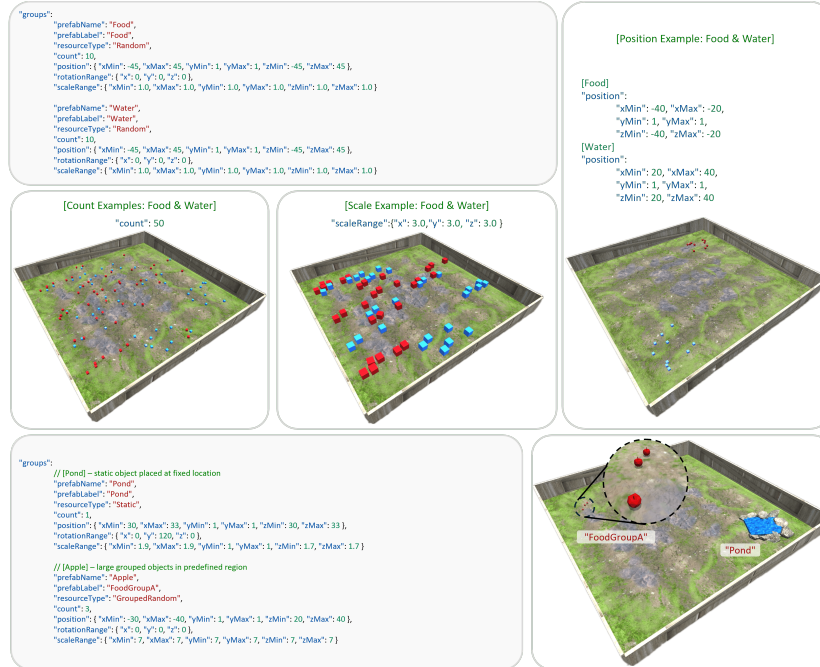 "groups":
"prefabName": "Food",
"prefabLabel": "Food",
"resourceType": "Random",
"count": 10,
"position": { "xMin": -45, "xMax": 45, "yMin": 1, "yMax": 1, "zMin": -45, "zMax": 45 },
"rotationRange": { "x": 0, "y": 0, "z": 0 },
"scaleRange": { "xMin": 1.0, "xMax": 1.0, "yMin": 1.0, "yMax": 1.0, "zMin": 1.0, "zMax": 1.0 }
"prefabName": "Water",
"prefabLabel": "Water",
"resourceType": "Random",
"count": 10,
"position": { "xMin": -45, "xMax": 45, "yMin": 1, "yMax": 1, "zMin": -45, "zMax": 45 },
"rotationRange": { "x": 0, "y": 0, "z": 0 },
"scaleRange": { "xMin": 1.0, "xMax": 1.0, "yMin": 1.0, "yMax": 1.0, "zMin": 1.0, "zMax": 1.0 }
[Position Example: Food & Water]
[Food]
"position":
"xMin": -40, "xMax": -20,
"yMin": 1, "yMax": 1,
"zMin": -40, "zMax": -20
[Water]
"position":
"xMin": 20, "xMax": 40,
"yMin": 1, "yMax": 1,
"zMin": 20, "zMax": 40
[Count Examples: Food & Water]
"count": 50
[Scale Example: Food & Water]
"scaleRange":{"x": 3.0,"y": 3.0, "z": 3.0 }
"groups":
// [Pond] – static object placed at fixed location
"prefabName": "Pond",
"prefabLabel": "Pond",
"resourceType": "Static",
"count": 1,
"position": { "xMin": 30, "xMax": 33, "yMin": 1, "yMax": 1, "zMin": 30, "zMax": 33 },
"rotationRange": { "x": 0, "y": 120, "z": 0 },
"scaleRange": { "xMin": 1.9, "xMax": 1.9, "yMin": 1, "yMax": 1, "zMin": 1.7, "zMax": 1.7 }
// [Apple] – large grouped objects in predefined region
"prefabName": "Apple",
"prefabLabel": "FoodGroupA",
"resourceType": "GroupedRandom",
"count": 3,
"position": { "xMin": -30, "xMax": -40, "yMin": 1, "yMax": 1, "zMin": 20, "zMax": 40 },
"rotationRange": { "x": 0, "y": 0, "z": 0 },
"scaleRange": { "xMin": 7, "xMax": 7, "yMin": 7, "yMax": 7, "zMin": 7, "zMax": 7 }
"FoodGroupA"
"Pond"